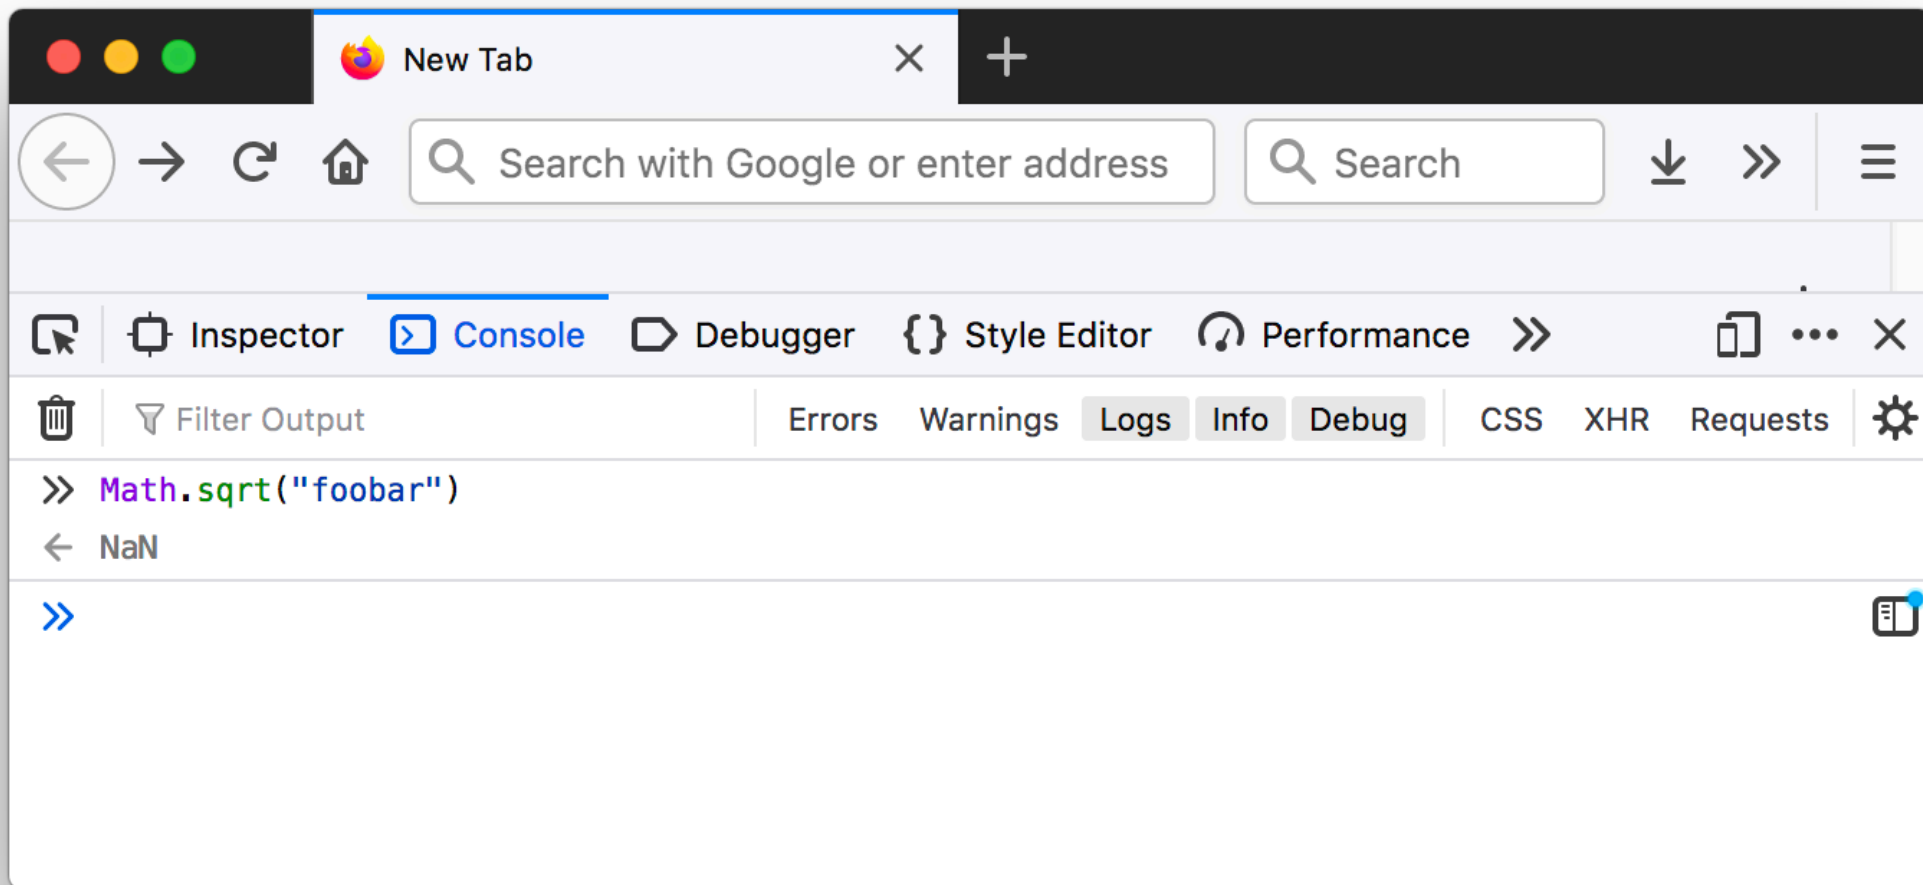 New Tab
Search with Google or enter address Search
Inspector Console Debugger Style Editor Performance
Filter Output Errors Warnings Logs Info Debug CSS XHR Requests
Math.sqrt("foobar")
NaN